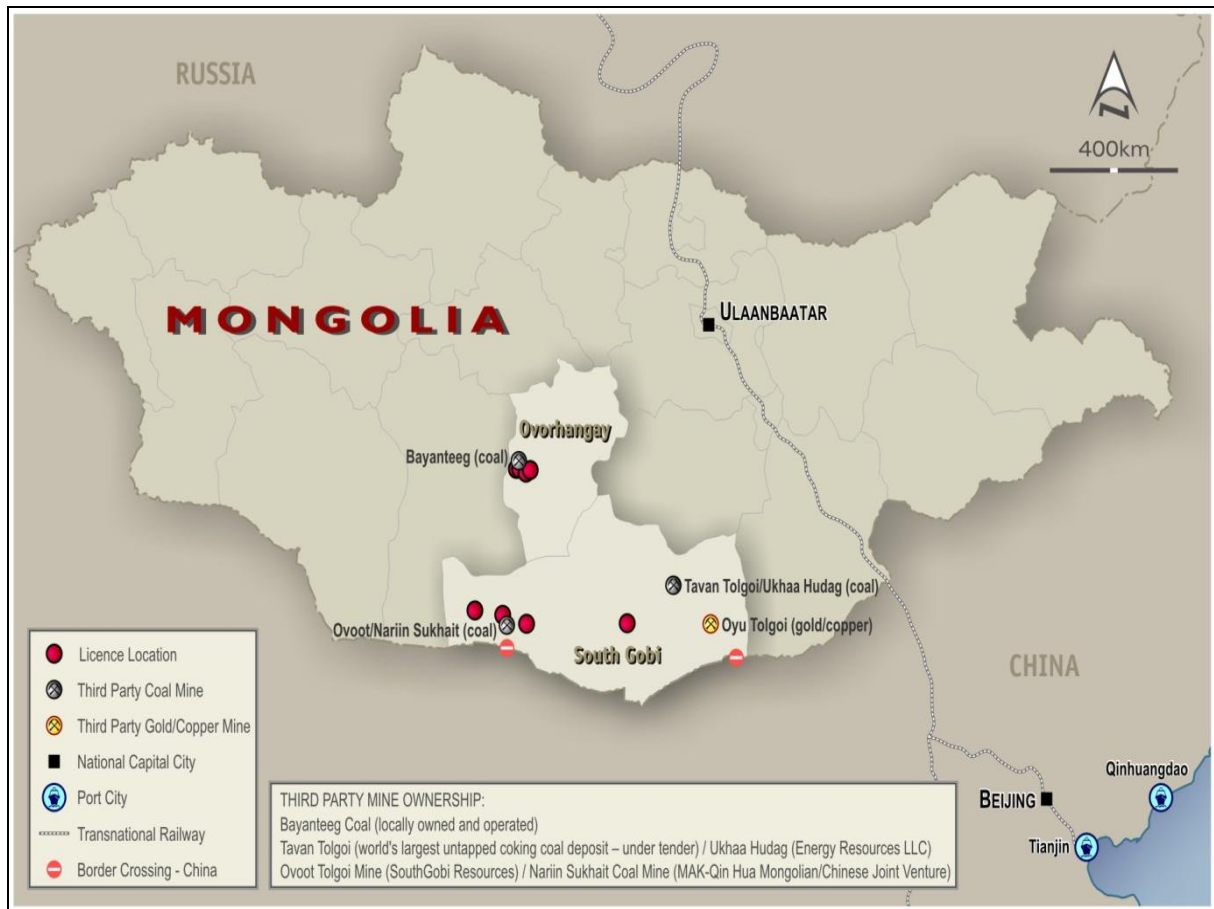 RUSSIA
N
400km
MONGOLIA
ULAANBAATAR
Ovorhangay
Bayanteeg (coal)
Tavan Tolgoi/Ukhaa Hudag (coal)
Ovoot/Nariin Sukhait (coal)
Oyu Tolgoi (gold/copper)
South Gobi
CHINA
Licence Location
Third Party Coal Mine
Third Party Gold/Copper Mine
National Capital City
Port City
Transnational Railway
Border Crossing - China
THIRD PARTY MINE OWNERSHIP:
Bayanteeg Coal (locally owned and operated)
Tavan Tolgoi (world's largest untapped coking coal deposit – under tender) / Ukhaa Hudag (Energy Resources LLC)
Ovoot Tolgoi Mine (SouthGobi Resources) / Nariin Sukhait Coal Mine (MAK-Qin Hua Mongolian/Chinese Joint Venture)
Qinhuangdao
BEIJING
Tianjin